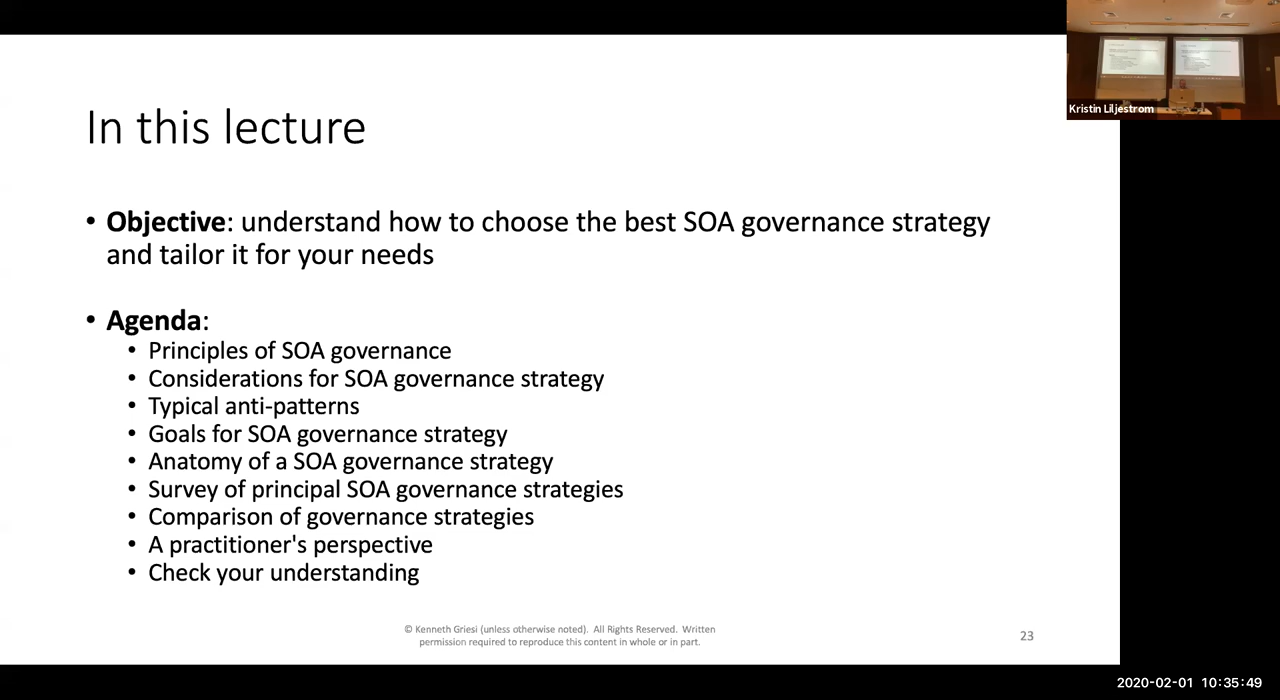 In this lecture
• Objective: understand how to choose the best SOA governance strategy
and tailor it for your needs
• Agenda:
• Principles of SOA governance
• Considerations for SOA governance strategy
• Typical anti-patterns
• Goals for SOA governance strategy
• Anatomy of a SOA governance strategy
• Survey of principal SOA governance strategies
• Comparison of governance strategies
• A practitioner's perspective
• Check your understanding
© Kenneth Griesi (unless otherwise noted). All Rights Reserved. Written
permission required to reproduce this content in whole or in part.
23
Kristin Liljestrom
2020-02-01 10:35:49